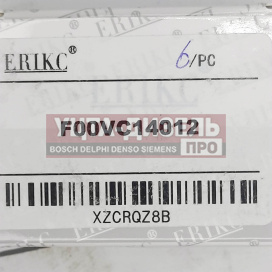 ERIKC®
6/PC
F00VC14012
BOSCH DELPHI DENSO SIEMENS
ПРО
XZCRQZ8B